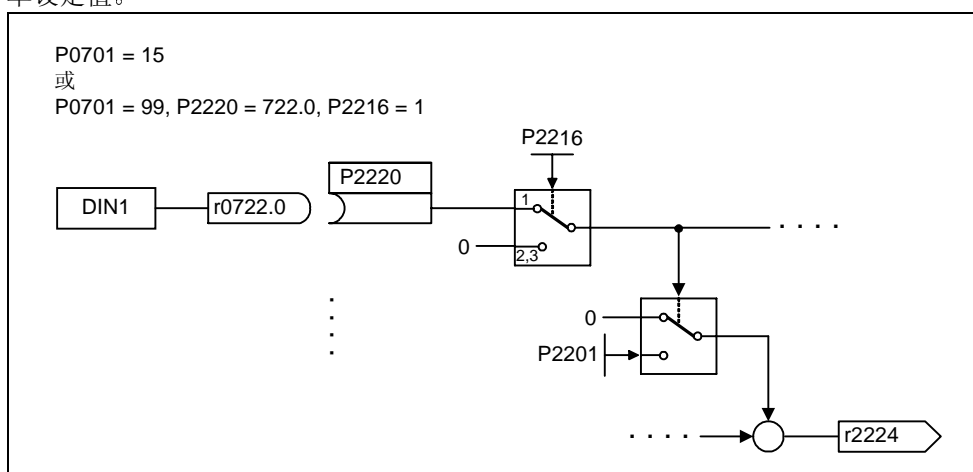 P0701 = 15
或
P0701 = 99, P2220 = 722.0, P2216 = 1
P2216
P2220
DIN1
r0722.0
1
0
2,3
0
P2201
r2224